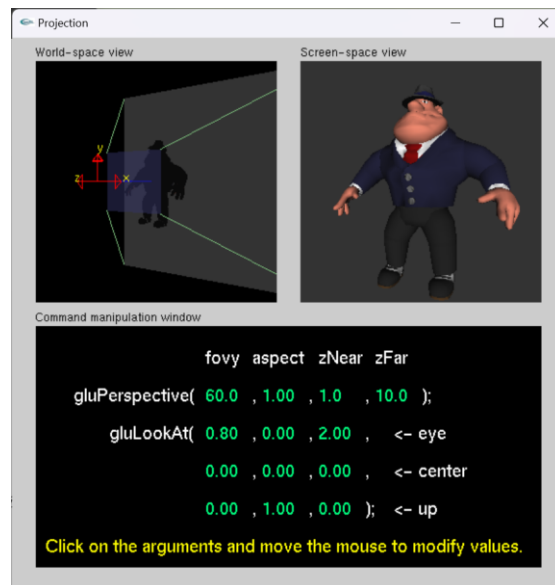 Projection
World-space view
Screen-space view
y
z
x
Command manipulation window
fovy aspect zNear zFar
gluPerspective( 60.0 , 1.00 , 1.0 , 10.0 );
gluLookAt( 0.80 , 0.00 , 2.00 , <- eye
0.00 , 0.00 , 0.00 , <- center
0.00 , 1.00 , 0.00 ); <- up
Click on the arguments and move the mouse to modify values.